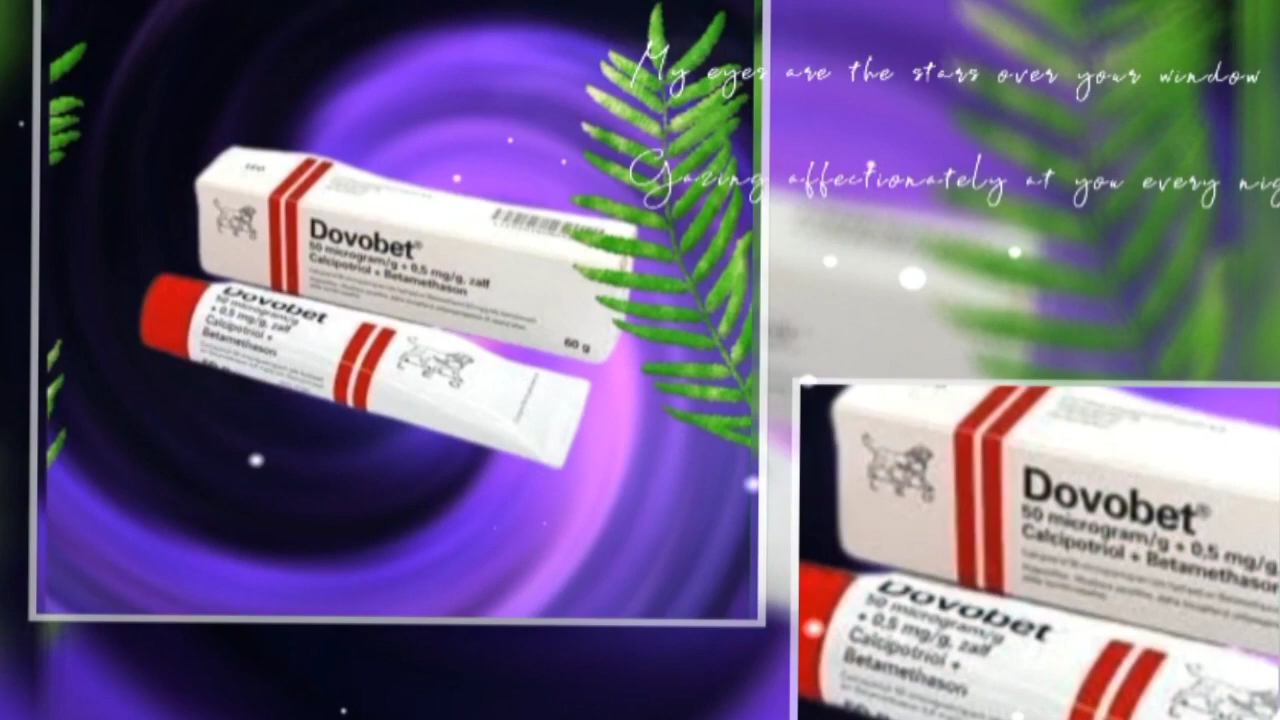 My eyes are the stars over your window
Gazing affectionately at you every nig
LEO
Dovobet®
50 microgram/g + 0,5 mg/g, zalf
Calcipotriol + Betamethason
60 g
Dovobet
50 microgram/g
+ 0,5 mg/g, zalf
Calcipotriol +
Betamethason
Dovobet®
50 microgram/g + 0,5 mg/g
Calcipotriol + Betamethason
Dovobet
50 microgram/g
+ 0,5 mg/g, zalf
Calcipotriol +
Betamethason